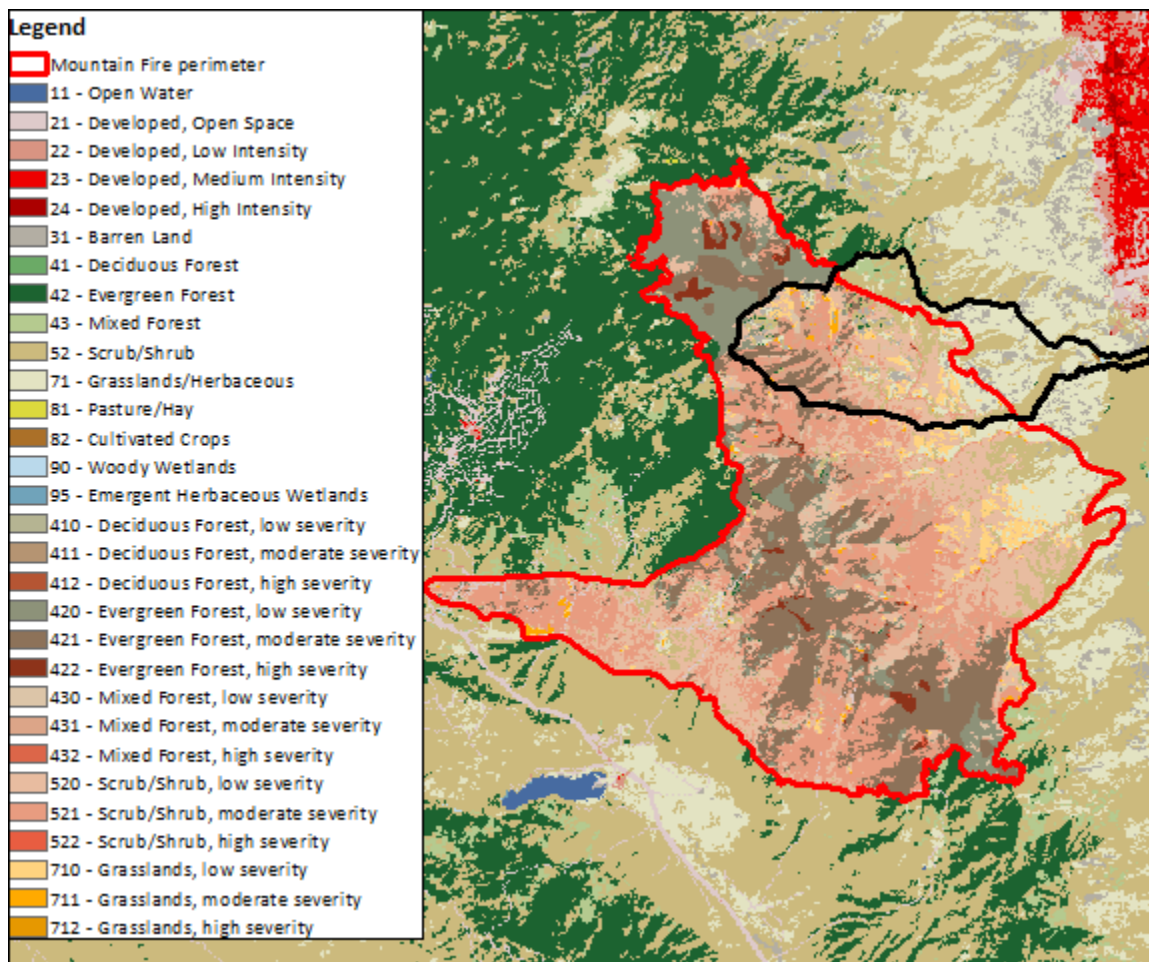 Legend
Mountain Fire perimeter
11 - Open Water
21 - Developed, Open Space
22 - Developed, Low Intensity
23 - Developed, Medium Intensity
24 - Developed, High Intensity
31 - Barren Land
41 - Deciduous Forest
42 - Evergreen Forest
43 - Mixed Forest
52 - Scrub/Shrub
71 - Grasslands/Herbaceous
81 - Pasture/Hay
82 - Cultivated Crops
90 - Woody Wetlands
95 - Emergent Herbaceous Wetlands
410 - Deciduous Forest, low severity
411 - Deciduous Forest, moderate severity
412 - Deciduous Forest, high severity
420 - Evergreen Forest, low severity
421 - Evergreen Forest, moderate severity
422 - Evergreen Forest, high severity
430 - Mixed Forest, low severity
431 - Mixed Forest, moderate severity
432 - Mixed Forest, high severity
520 - Scrub/Shrub, low severity
521 - Scrub/Shrub, moderate severity
522 - Scrub/Shrub, high severity
710 - Grasslands, low severity
711 - Grasslands, moderate severity
712 - Grasslands, high severity